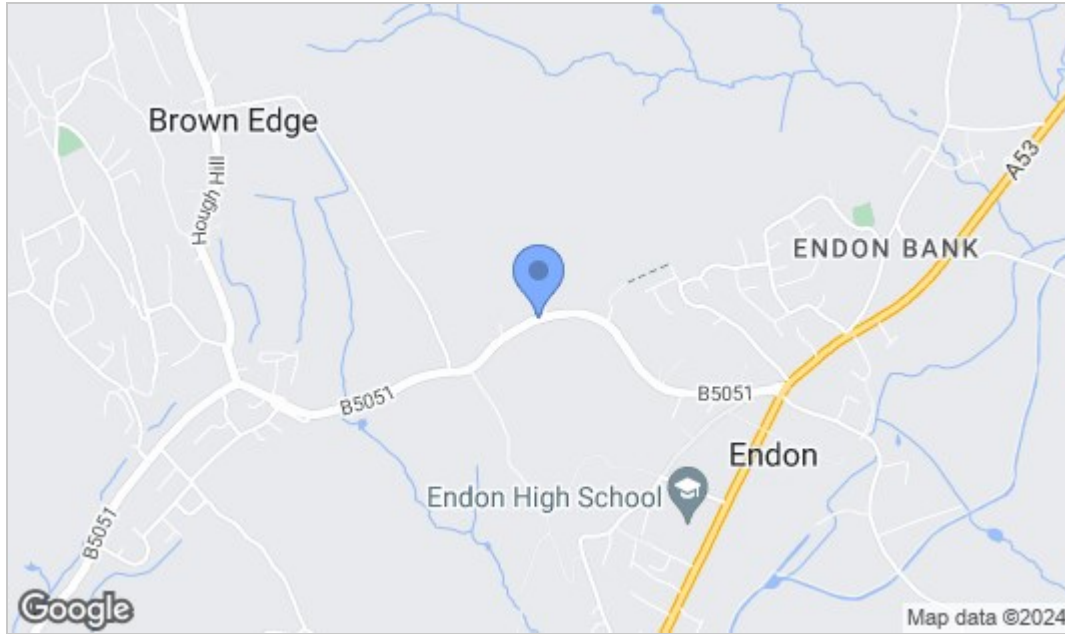 Brown Edge
A53
Hough Hill
ENDON BANK
B5051
B5051
Endon
Endon High School
B5051
Google
Map data ©2024